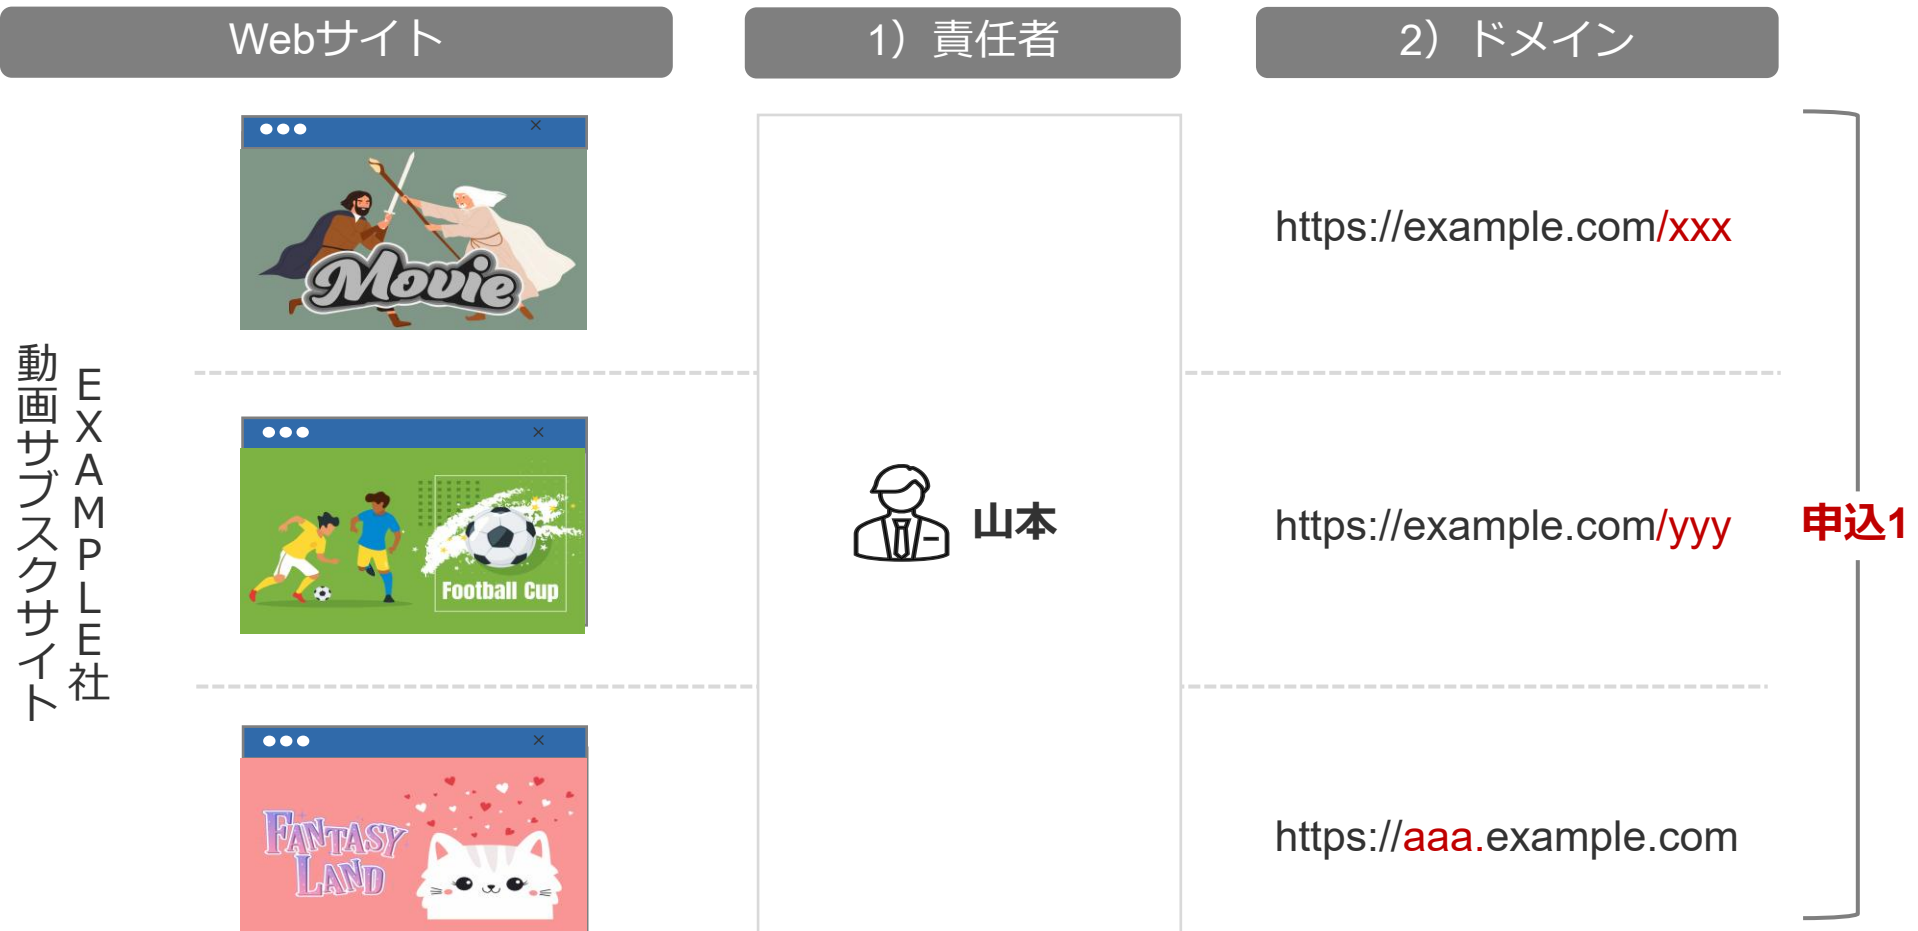 Webサイト
1）責任者
2）ドメイン
EXAMPLE社
動画サブスクサイト
Movie
https://example.com/xxx
Football Cup
山本
https://example.com/yyy
申込1
FANTASY
LAND
https://aaa.example.com